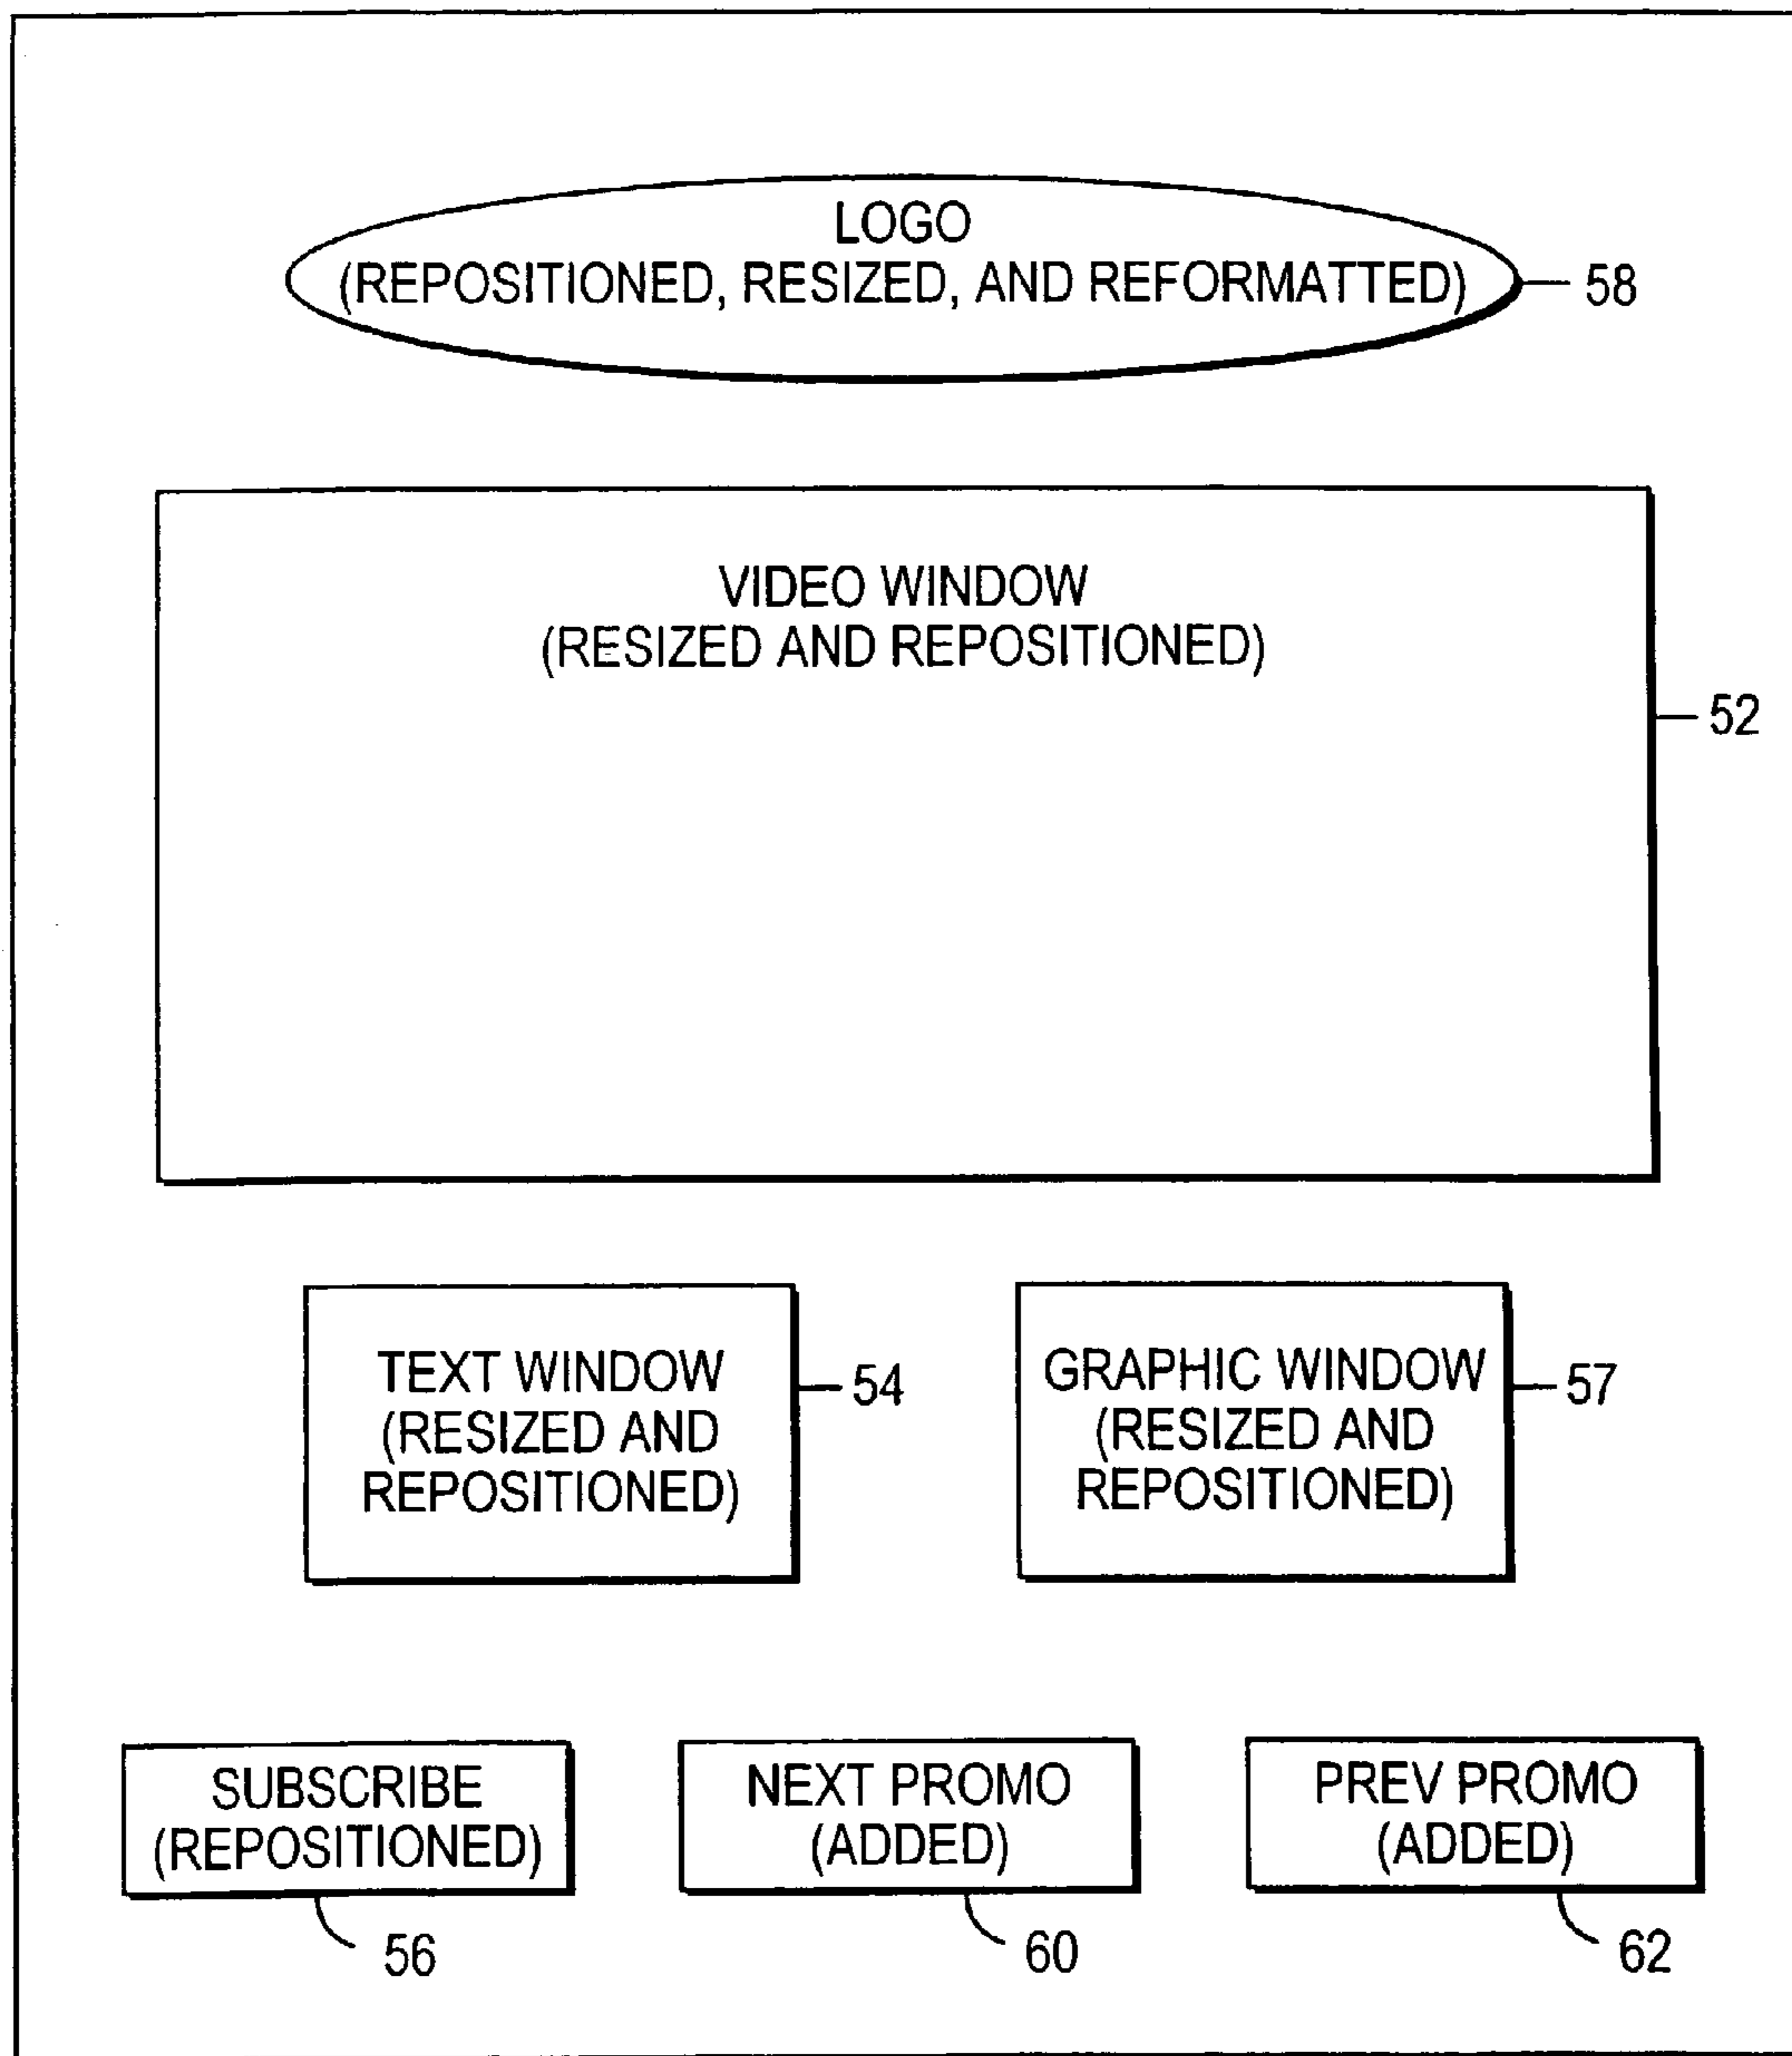 LOGO
(REPOSITIONED, RESIZED, AND REFORMATTED)
58
VIDEO WINDOW
(RESIZED AND REPOSITIONED)
52
TEXT WINDOW
(RESIZED AND
REPOSITIONED)
54
GRAPHIC WINDOW
(RESIZED AND
REPOSITIONED)
57
SUBSCRIBE
(REPOSITIONED)
56
NEXT PROMO
(ADDED)
60
PREV PROMO
(ADDED)
62